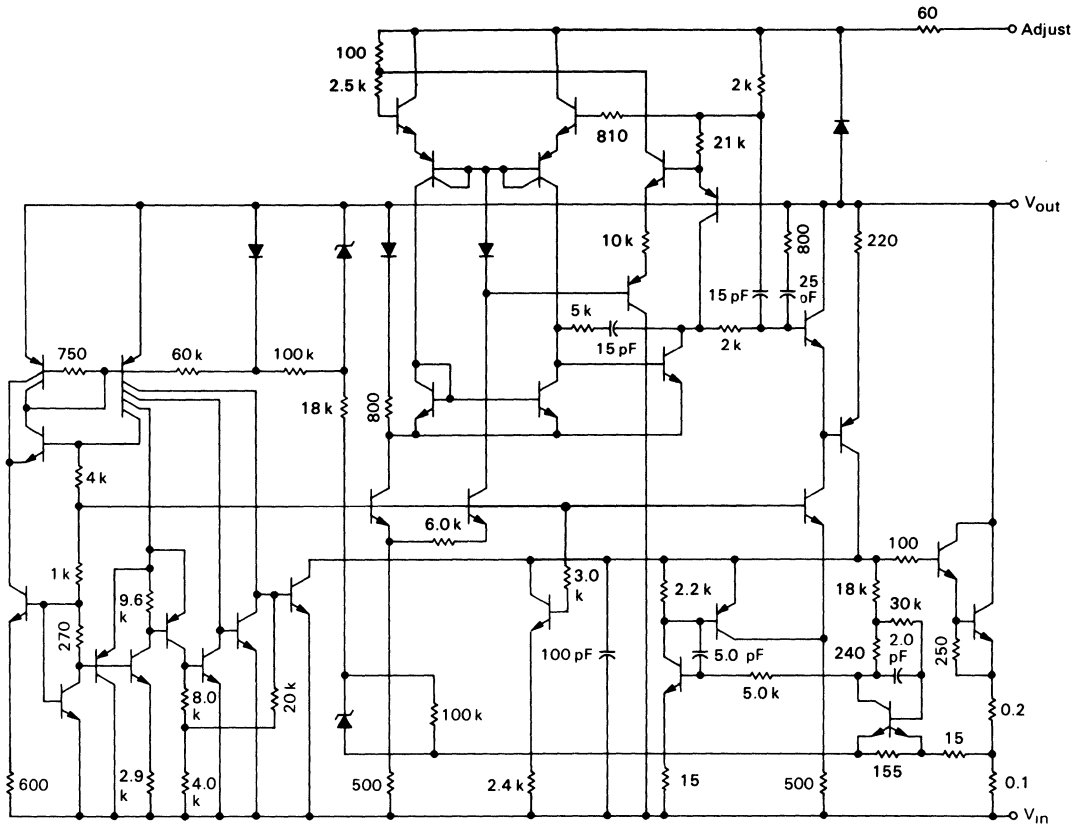 60
Adjust
100
2.5 k
2 k
810
21 k
Vout
10 k
800
220
15 pF
25 pF
5 k
15 pF
2 k
750
60 k
100 k
18 k
800
4 k
6.0 k
100
1 k
9.6 k
3.0 k
2.2 k
18 k
30 k
270
100 pF
5.0 pF
240
2.0 pF
250
8.0 k
20 k
5.0 k
100 k
0.2
15
155
600
2.9 k
4.0 k
500
2.4 k
15
500
0.1
Vin